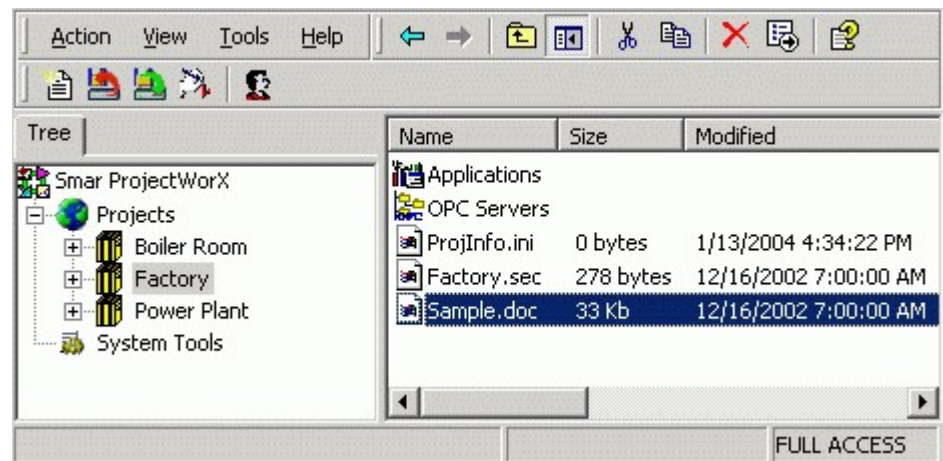 Action View Tools Help
Tree
Smar ProjectWorX
Projects
Boiler Room
Factory
Power Plant
System Tools
Name Size Modified
Applications
OPC Servers
ProjInfo.ini 0 bytes 1/13/2004 4:34:22 PM
Factory.sec 278 bytes 12/16/2002 7:00:00 AM
Sample.doc 33 Kb 12/16/2002 7:00:00 AM
FULL ACCESS